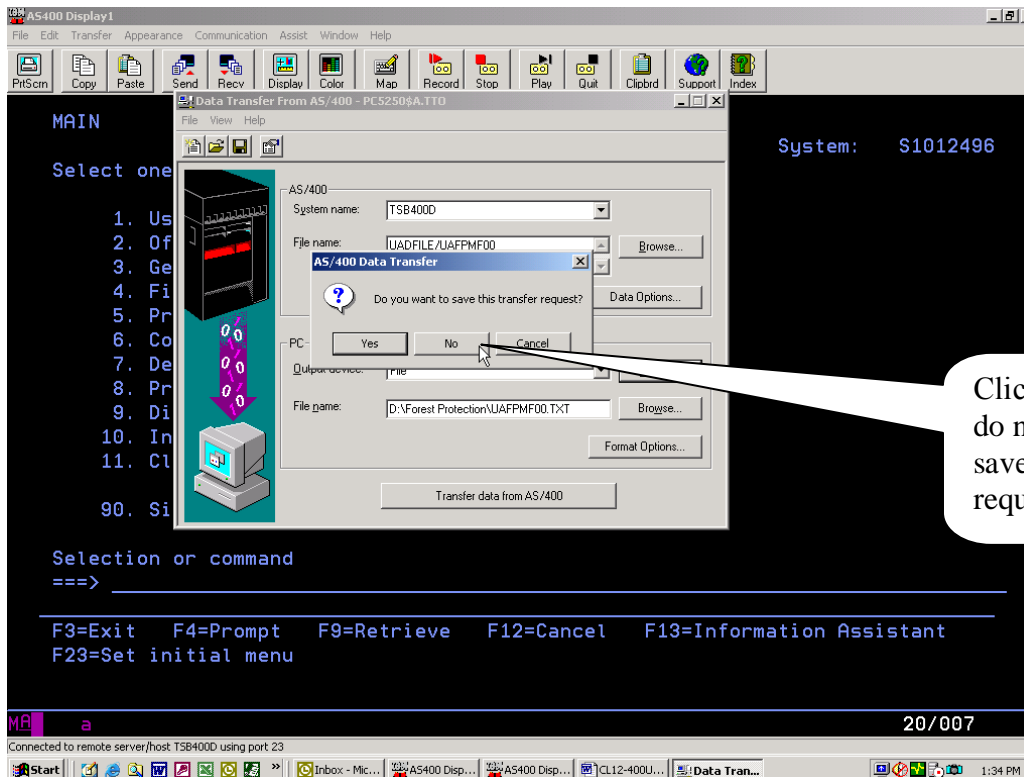 AS400 Display1
File Edit Transfer Appearance Communication Assist Window Help
PrtScrn Copy Paste Send Recv Display Color Map Record Stop Play Quit Clipbrd Support Index
Data Transfer From AS/400 - PC5250$A.TTO
File View Help
MAIN
System: S1012496
Select one
AS/400
System name: TSB400D
File name: UADFILE/UAFPMF00 Browse...
Data Options...
AS/400 Data Transfer
Do you want to save this transfer request?
Yes No Cancel
1. Us
2. Of
3. Ge
4. Fi
5. Pr
6. Co
7. De
8. Pr
9. Di
10. In
11. Cl
90. Si
PC
Output device: File
File name: D:\Forest Protection\UAFPMF00.TXT Browse...
Format Options...
Transfer data from AS/400
Clic
do n
save
requ
Selection or command
===>
F3=Exit F4=Prompt F9=Retrieve F12=Cancel F13=Information Assistant
F23=Set initial menu
MA a 20/007
Connected to remote server/host TSB400D using port 23
Start » Inbox - Mic... AS400 Disp... AS400 Disp... CL12-400U... Data Tran... 1:34 PM